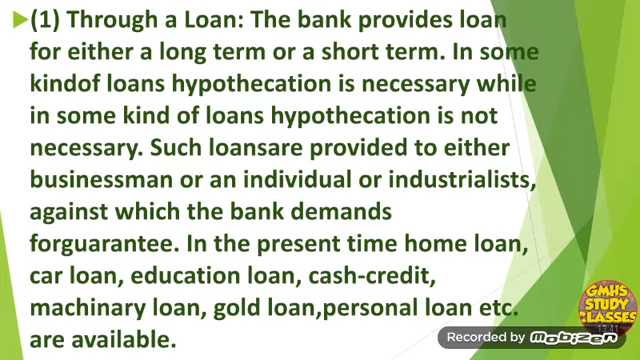 (1) Through a Loan: The bank provides loan
for either a long term or a short term. In some
kindof loans hypothecation is necessary while
in some kind of loans hypothecation is not
necessary. Such loansare provided to either
businessman or an individual or industrialists,
against which the bank demands
forguarantee. In the present time home loan,
car loan, education loan, cash-credit,
machinary loan, gold loan,personal loan etc.
are available.
GMHS
STUDY
CLASSES
Recorded by mobizen